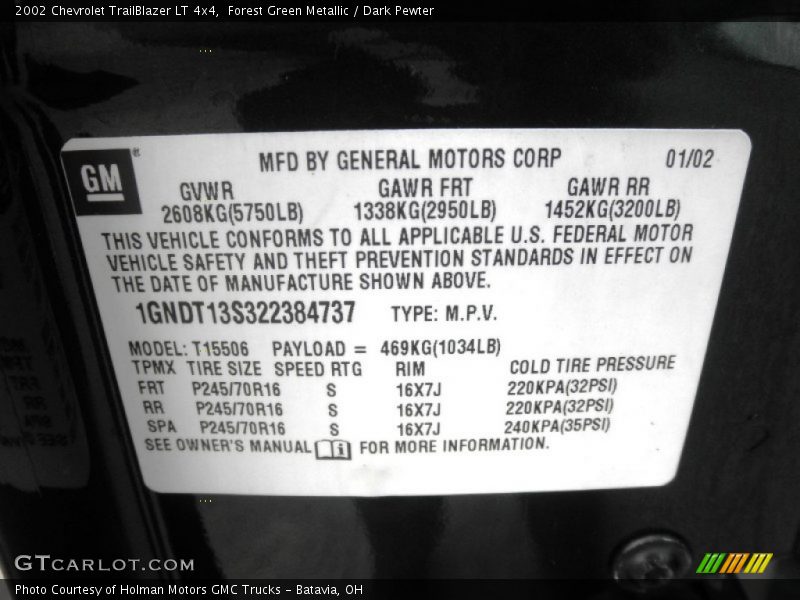 2002 Chevrolet TrailBlazer LT 4x4,  Forest Green Metallic / Dark Pewter
GM®
MFD BY GENERAL MOTORS CORP 01/02
GVWR GAWR FRT GAWR RR
2608KG(5750LB) 1338KG(2950LB) 1452KG(3200LB)
THIS VEHICLE CONFORMS TO ALL APPLICABLE U.S. FEDERAL MOTOR
VEHICLE SAFETY AND THEFT PREVENTION STANDARDS IN EFFECT ON
THE DATE OF MANUFACTURE SHOWN ABOVE.
1GNDT13S322384737 TYPE: M.P.V.
MODEL: T15506 PAYLOAD = 469KG(1034LB)
TPMX TIRE SIZE SPEED RTG RIM COLD TIRE PRESSURE
FRT P245/70R16 S 16X7J 220KPA(32PSI)
RR P245/70R16 S 16X7J 220KPA(32PSI)
SPA P245/70R16 S 16X7J 240KPA(35PSI)
SEE OWNER'S MANUAL i FOR MORE INFORMATION.
GTCARLOT.COM
Photo Courtesy of Holman Motors GMC Trucks - Batavia, OH